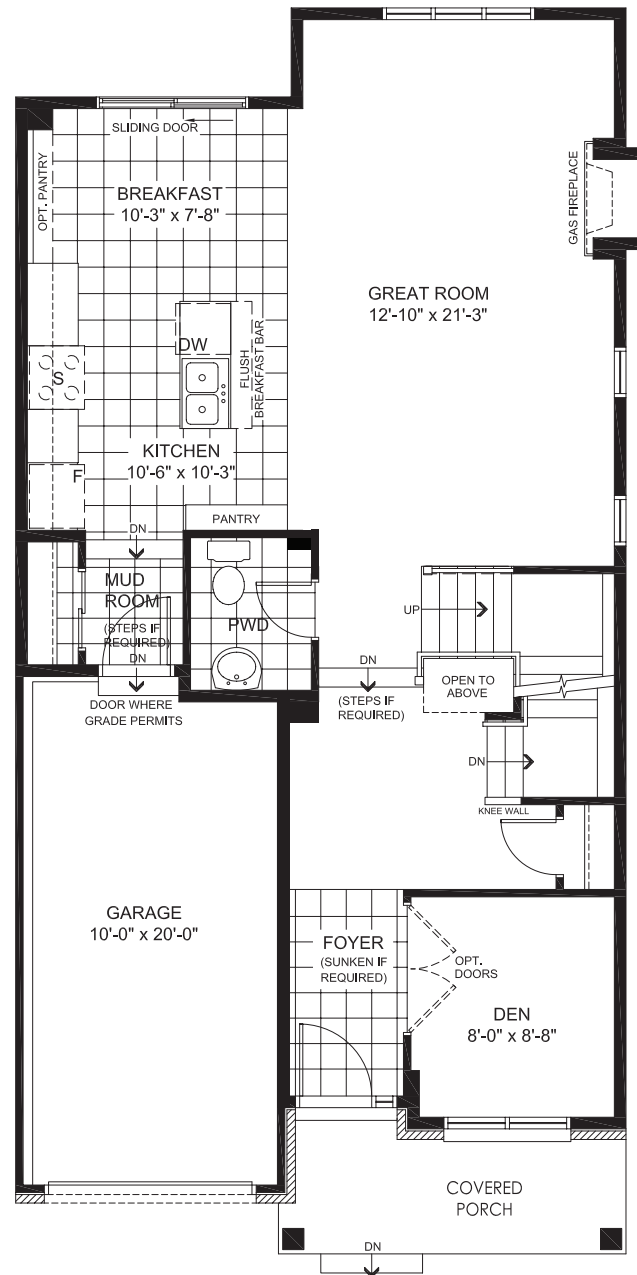 SLIDING DOOR
OPT. PANTRY
BREAKFAST
10'-3" x 7'-8"
GAS FIREPLACE
GREAT ROOM
12'-10" x 21'-3"
DW
FLUSH
BREAKFAST BAR
S
KITCHEN
10'-6" x 10'-3"
F
PANTRY
DN
MUD
ROOM
(STEPS IF
REQUIRED)
DN
PWD
UP
DOOR WHERE
GRADE PERMITS
DN
(STEPS IF
REQUIRED)
OPEN TO
ABOVE
DN
KNEE WALL
GARAGE
10'-0" x 20'-0"
FOYER
(SUNKEN IF
REQUIRED)
OPT.
DOORS
DEN
8'-0" x 8'-8"
COVERED
PORCH
DN